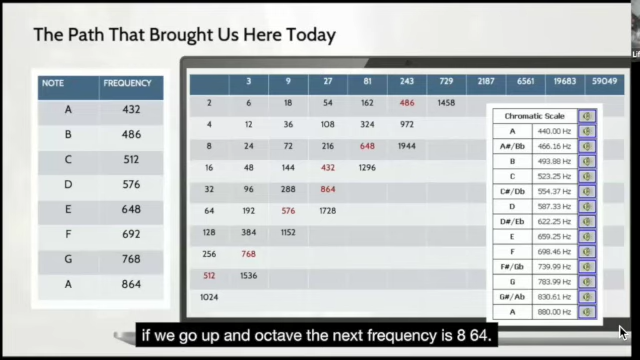 The Path That Brought Us Here Today
NOTE FREQUENCY
A 432
B 486
C 512
D 576
E 648
F 692
G 768
A 864
3 9 27 81 243 729 2187 6561 19683 59049
2 6 18 54 162 486 1458
4 12 36 108 324 972
8 24 72 216 648 1944
16 48 144 432 1296
32 96 288 864
64 192 576 1728
128 384 1152
256 768
512 1536
1024
Chromatic Scale
A 440.00 Hz
A#/Bb 466.16 Hz
B 493.88 Hz
C 523.25 Hz
C#/Db 554.37 Hz
D 587.33 Hz
D#/Eb 622.25 Hz
E 659.25 Hz
F 698.46 Hz
F#/Gb 739.99 Hz
G 783.99 Hz
G#/Ab 830.61 Hz
A 880.00 Hz
if we go up and octave the next frequency is 8 64.